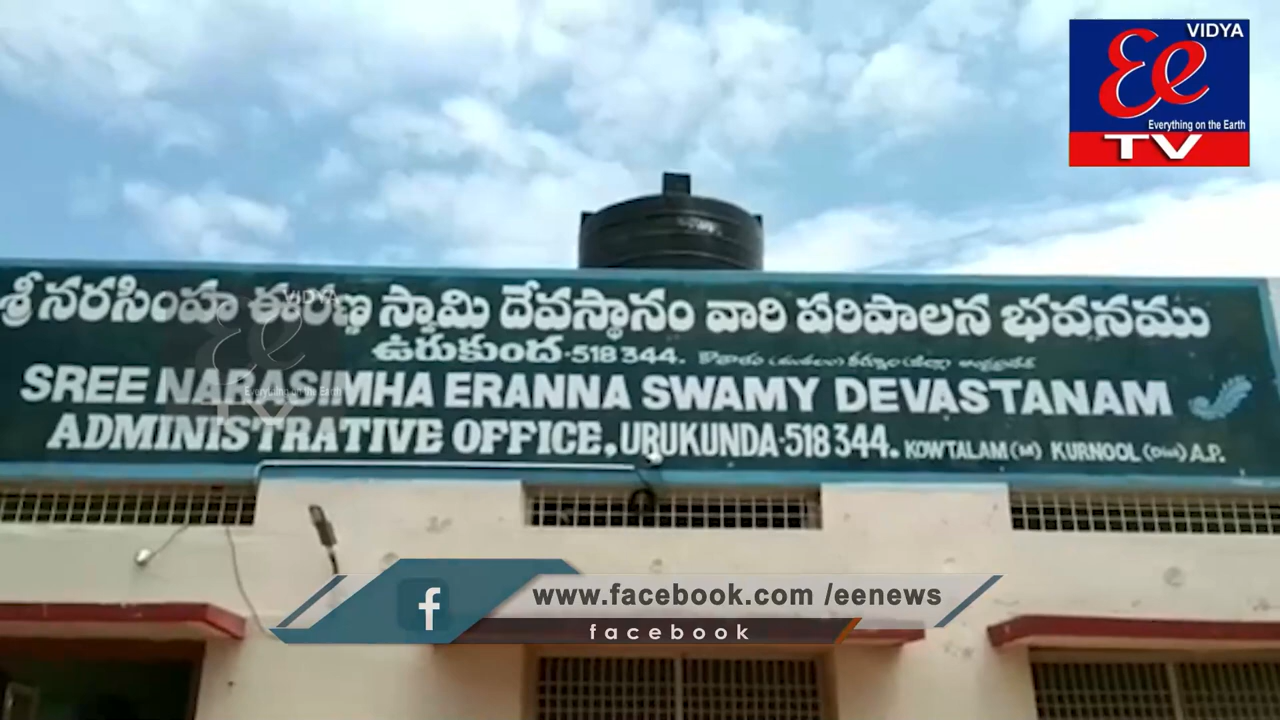 VIDYA
Ee
Everything on the Earth
TV
శ్రీ నరసింహ ఈరణ్ణ స్వామి దేవస్థానం వారి పరిపాలన భవనము
ఉరుకుంద-518 344.
SREE NARASIMHA ERANNA SWAMY DEVASTANAM
ADMINISTRATIVE OFFICE, URUKUNDA-518 344. KOWTALAM (M) KURNOOL (Dist) A.P.
www.facebook.com /eenews
facebook